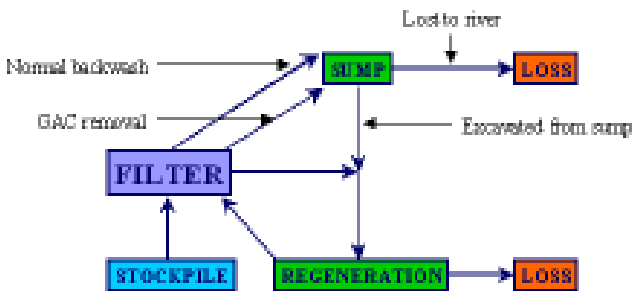 Lost to river
Normal backwash
SUMP
LOSS
GAC removal
Excavated from sump
FILTER
STOCKPILE
REGENERATION
LOSS